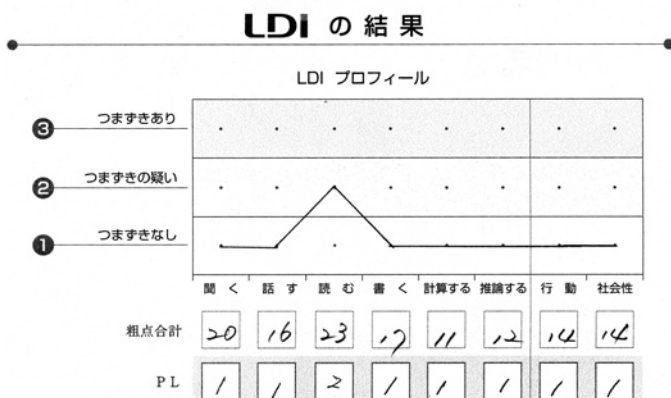 LDI の結果
LDI プロフィール
❸ つまずきあり
❷ つまずきの疑い
❶ つまずきなし
聞く 話す 読む 書く 計算する 推論する 行動 社会性
粗点合計 20 16 23 17 11 12 14 14
PL 1 1 2 1 1 1 1 1